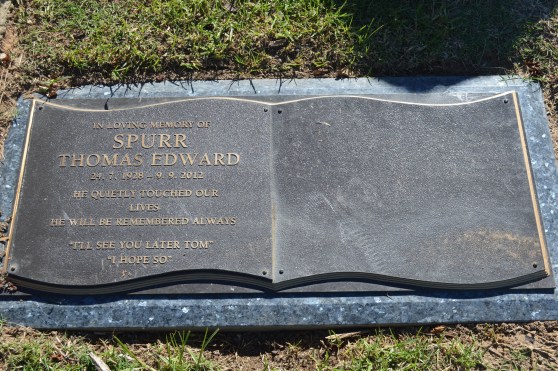 IN LOVING MEMORY OF
SPURR
THOMAS EDWARD
24. 7. 1928 - 9. 9. 2012
HE QUIETLY TOUCHED OUR
LIVES
HE WILL BE REMEMBERED ALWAYS
"I'LL SEE YOU LATER TOM"
"I HOPE SO"